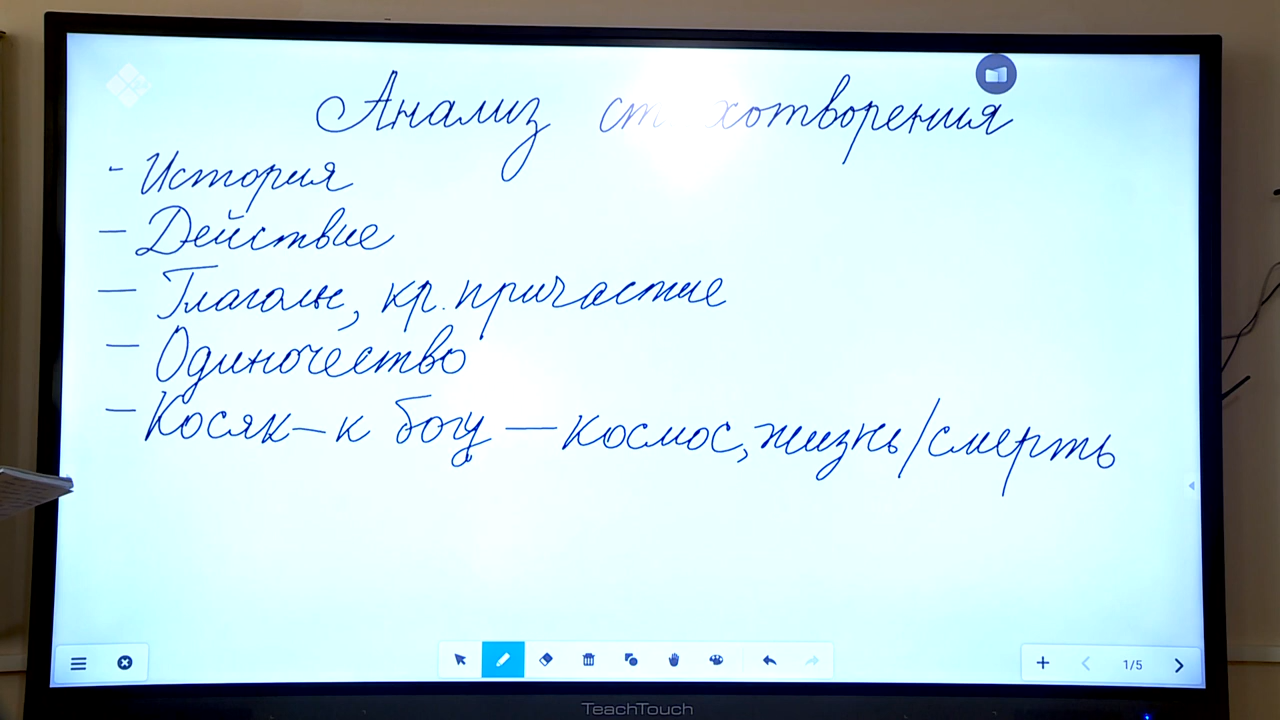 Анализ стихотворения
- История
- Действие
- Глаголы, кр. причастие
- Одиночество
- Косяк – к богу – космос, жизнь/смерть
1/5
TeachTouch